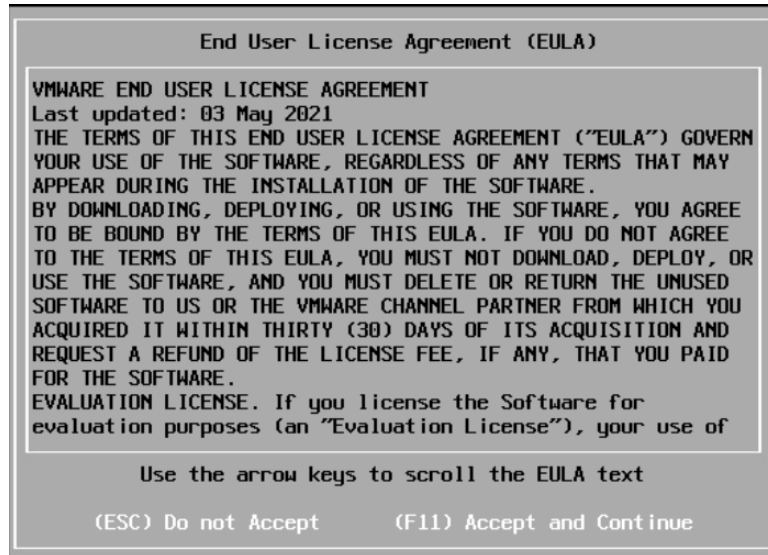 End User License Agreement (EULA)
VMWARE END USER LICENSE AGREEMENT
Last updated: 03 May 2021
THE TERMS OF THIS END USER LICENSE AGREEMENT ("EULA") GOVERN
YOUR USE OF THE SOFTWARE, REGARDLESS OF ANY TERMS THAT MAY
APPEAR DURING THE INSTALLATION OF THE SOFTWARE.
BY DOWNLOADING, DEPLOYING, OR USING THE SOFTWARE, YOU AGREE
TO BE BOUND BY THE TERMS OF THIS EULA. IF YOU DO NOT AGREE
TO THE TERMS OF THIS EULA, YOU MUST NOT DOWNLOAD, DEPLOY, OR
USE THE SOFTWARE, AND YOU MUST DELETE OR RETURN THE UNUSED
SOFTWARE TO US OR THE VMWARE CHANNEL PARTNER FROM WHICH YOU
ACQUIRED IT WITHIN THIRTY (30) DAYS OF ITS ACQUISITION AND
REQUEST A REFUND OF THE LICENSE FEE, IF ANY, THAT YOU PAID
FOR THE SOFTWARE.
EVALUATION LICENSE. If you license the Software for
evaluation purposes (an "Evaluation License"), your use of
Use the arrow keys to scroll the EULA text
(ESC) Do not Accept (F11) Accept and Continue